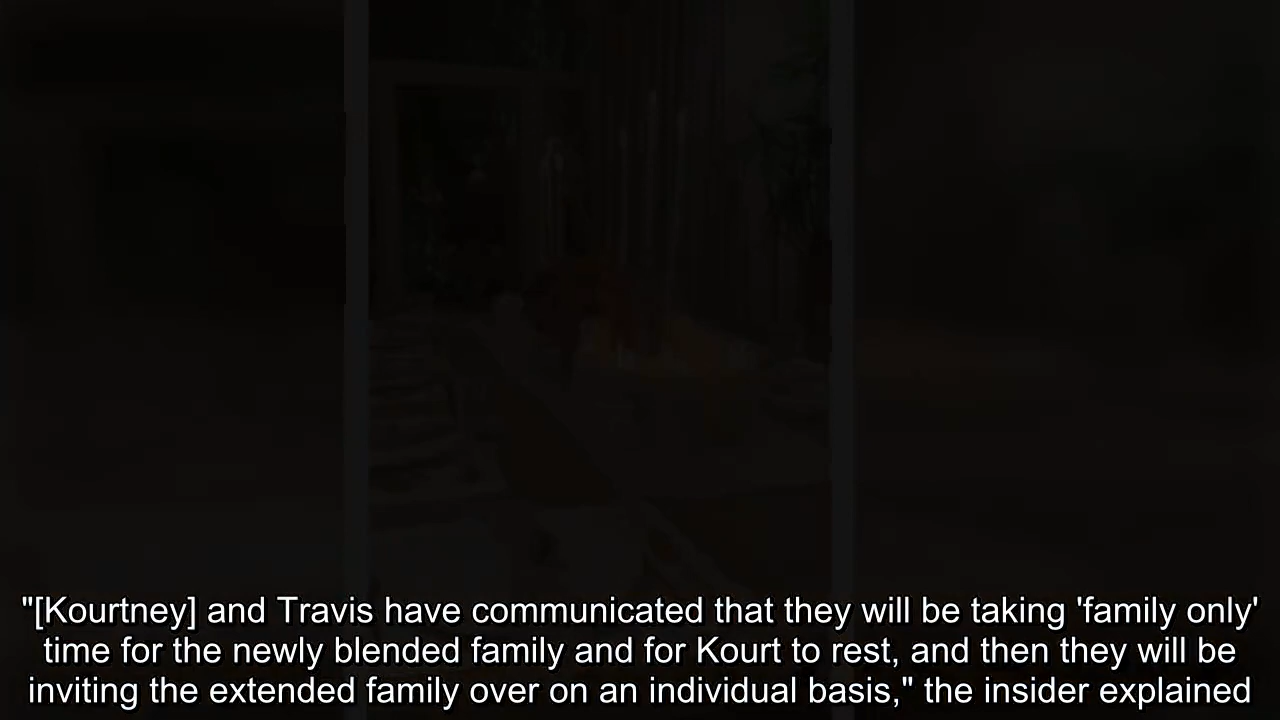 "[Kourtney] and Travis have communicated that they will be taking 'family only'
time for the newly blended family and for Kourt to rest, and then they will be
inviting the extended family over on an individual basis," the insider explained